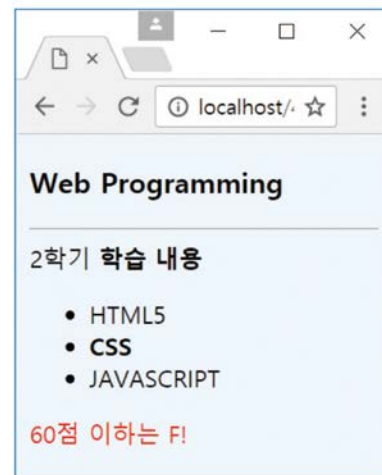 localhost/
Web Programming
2학기 학습 내용
HTML5
CSS
JAVASCRIPT
60점 이하는 F!